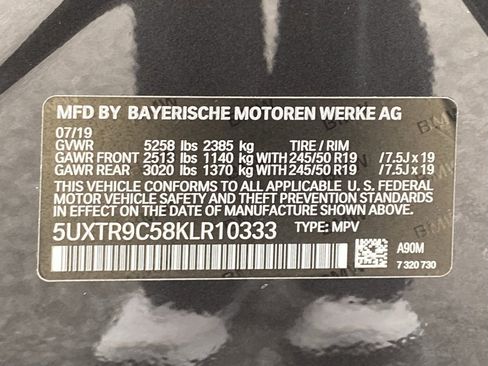 MFD BY BAYERISCHE MOTOREN WERKE AG
07/19
GVWR 5258 lbs 2385 kg TIRE / RIM
GAWR FRONT 2513 lbs 1140 kg WITH 245/50 R19 /7.5J x 19
GAWR REAR 3020 lbs 1370 kg WITH 245/50 R19 /7.5J x 19
THIS VEHICLE CONFORMS TO ALL APPLICABLE U. S. FEDERAL
MOTOR VEHICLE SAFETY AND THEFT PREVENTION STANDARDS
IN EFFECT ON THE DATE OF MANUFACTURE SHOWN ABOVE.
5UXTR9C58KLR10333 TYPE: MPV
A90M
7 320 730